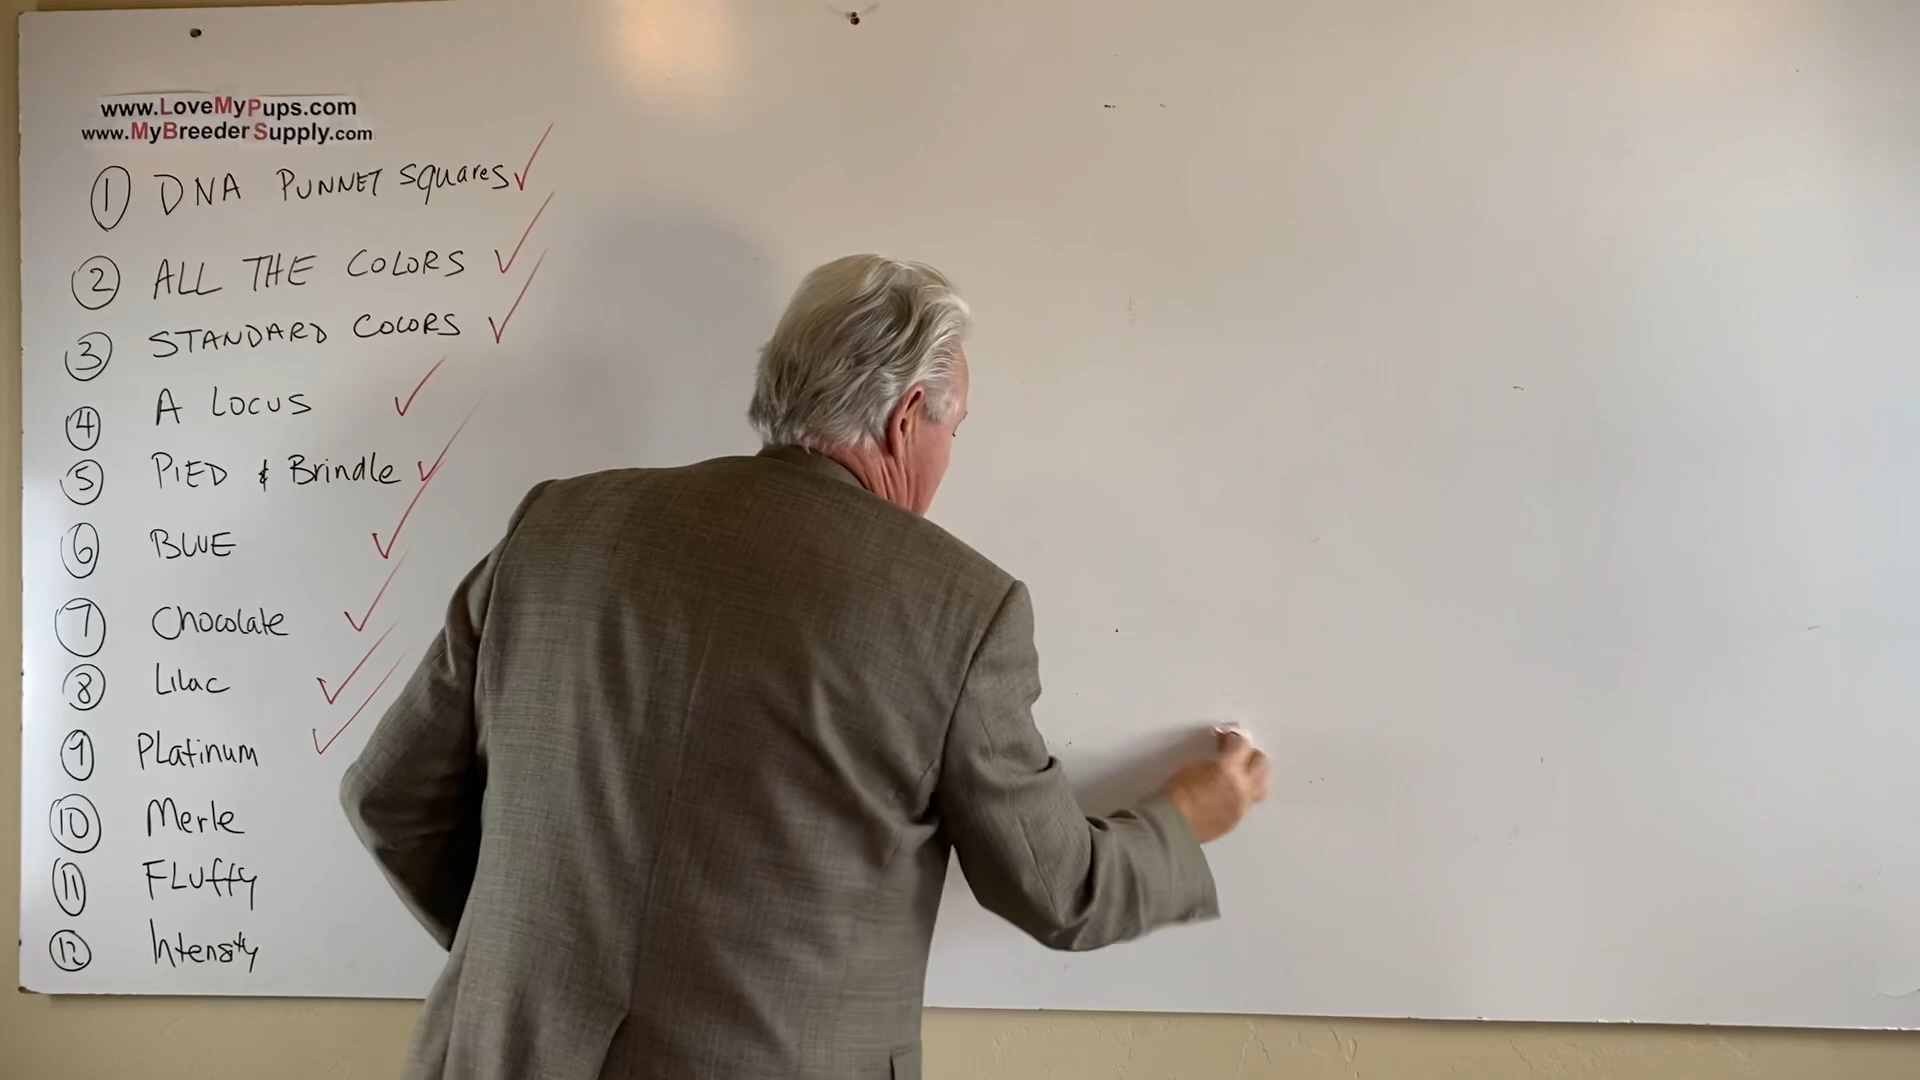 www.LoveMyPups.com
www.MyBreederSupply.com
1 DNA PUNNET Squares ✓
2 ALL THE COLORS ✓
3 STANDARD COLORS ✓
4 A LOCUS ✓
5 PIED & Brindle ✓
6 BLUE ✓
7 Chocolate ✓
8 Lilac ✓
9 Platinum ✓
10 Merle
11 FLuffy
12 Intensity